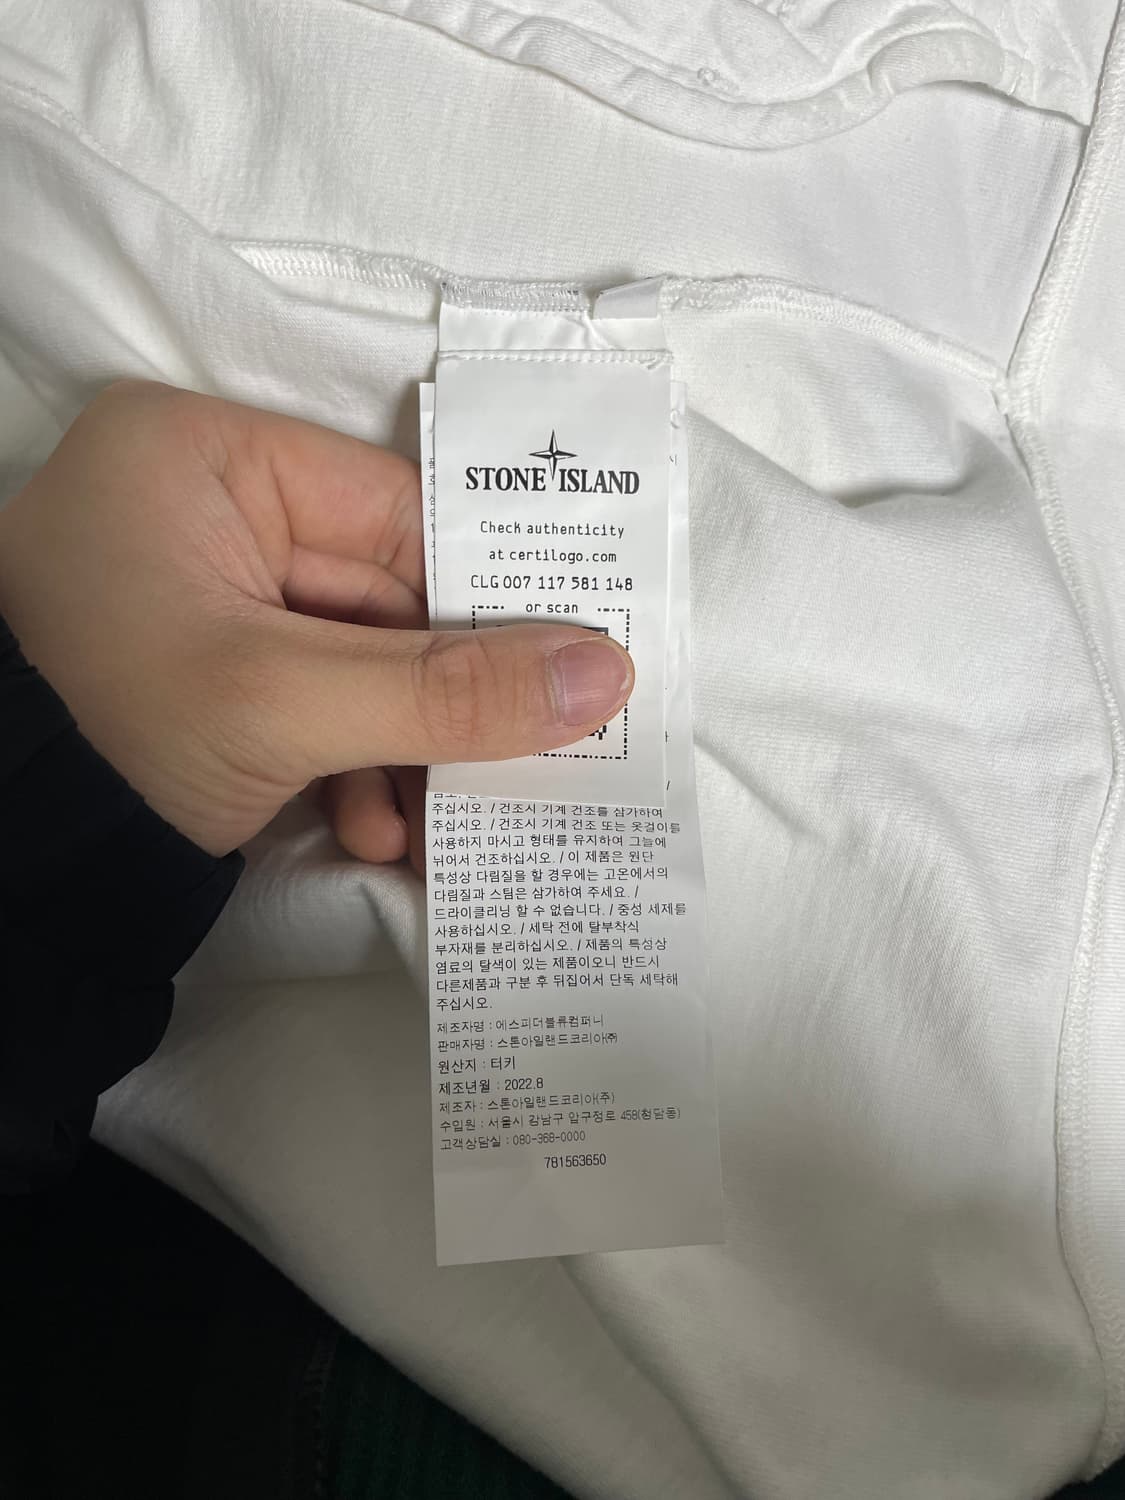 STONE ISLAND
Check authenticity
at certilogo.com
CLG 007 117 581 148
or scan
주십시오. / 건조시 기계 건조를 삼가하여
주십시오. / 건조시 기계 건조 또는 옷걸이를
사용하지 마시고 형태를 유지하여 그늘에
뉘어서 건조하십시오. / 이 제품은 원단
특성상 다림질을 할 경우에는 고온에서의
다림질과 스팀은 삼가하여 주세요. /
드라이클리닝 할 수 없습니다. / 중성 세제를
사용하십시오. / 세탁 전에 탈부착식
부자재를 분리하십시오. / 제품의 특성상
염료의 탈색이 있는 제품이오니 반드시
다른제품과 구분 후 뒤집어서 단독 세탁해
주십시오.
제조자명 : 에스피더블류컴퍼니
판매자명 : 스톤아일랜드코리아㈜
원산지 : 터키
제조년월 : 2022.8
제조자 : 스톤아일랜드코리아(주)
수입원 : 서울시 강남구 압구정로 458(청담동)
고객상담실 : 080-368-0000
781563650